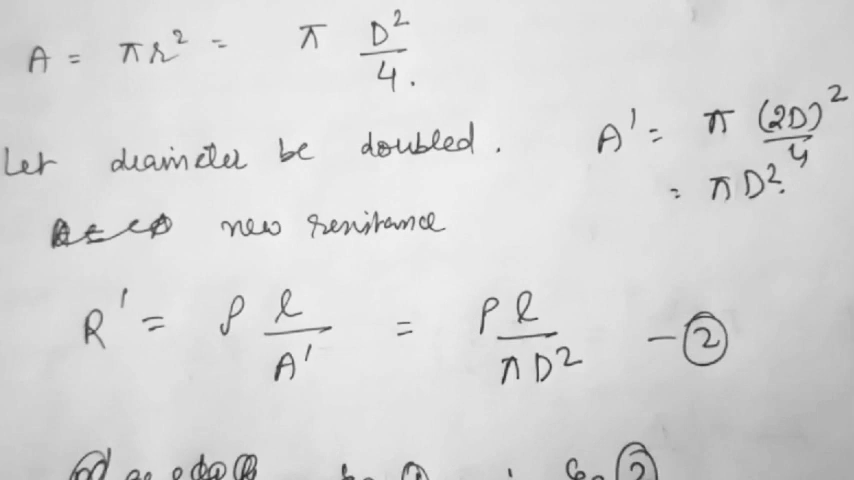 A = πr² = π D²/4.
Let diameter be doubled. A' = π (2D)²/4
= πD².
new resistance
R' = ρ l/A' = ρl/πD² - ②